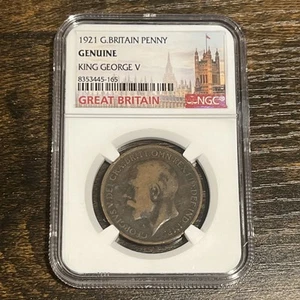 1921 G.BRITAIN PENNY
GENUINE
KING GEORGE V
8353445-165
GREAT BRITAIN
NGC